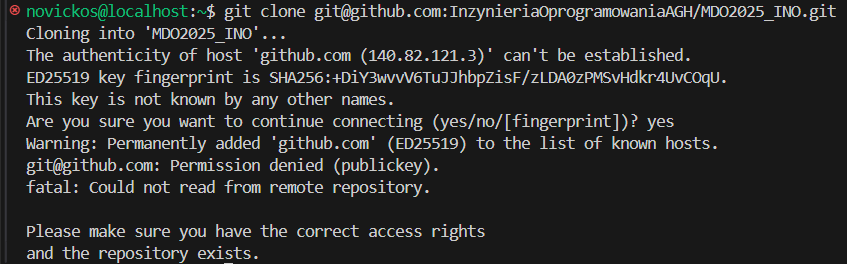 novickos@localhost:~$ git clone git@github.com:InzynieriaOprogramowaniaAGH/MDO2025_INO.git
Cloning into 'MDO2025_INO'...
The authenticity of host 'github.com (140.82.121.3)' can't be established.
ED25519 key fingerprint is SHA256:+DiY3wvvV6TuJJhbpZisF/zLDA0zPMSvHdkr4UvCOqU.
This key is not known by any other names.
Are you sure you want to continue connecting (yes/no/[fingerprint])? yes
Warning: Permanently added 'github.com' (ED25519) to the list of known hosts.
git@github.com: Permission denied (publickey).
fatal: Could not read from remote repository.
Please make sure you have the correct access rights
and the repository exists.